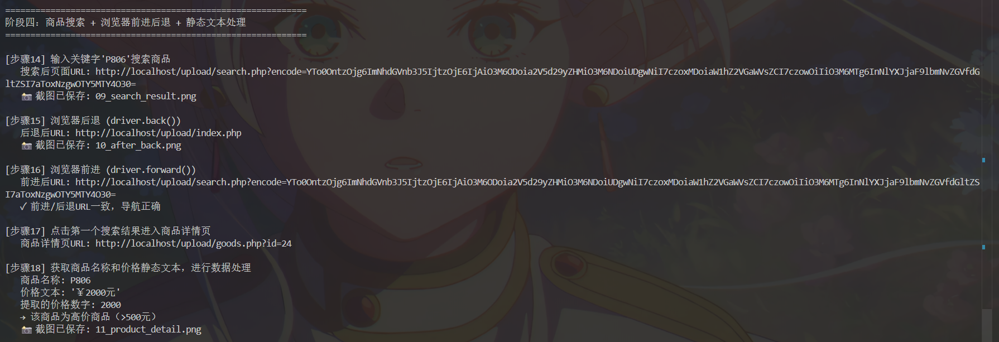 ============================================================
阶段四：商品搜索 + 浏览器前进后退 + 静态文本处理
============================================================
[步骤14] 输入关键字'P806'搜索商品
搜索后页面URL: http://localhost/upload/search.php?encode=YTo0OntzOjg6ImNhdGVnb3J5IjtzOjE6IjAiO3M6ODoia2V5d29yZHMiO3M6NDoiUDgwNiI7czoxMDoiaW1hZ2VGaWVsZCI7czowOiIiO3M6MTg6InNlYXJjaF9lbmNvZGVfdG
ltZSI7aToxNzgwOTY5MTY4O30=
📸 截图已保存: 09_search_result.png
[步骤15] 浏览器后退 (driver.back())
后退后URL: http://localhost/upload/index.php
📸 截图已保存: 10_after_back.png
[步骤16] 浏览器前进 (driver.forward())
前进后URL: http://localhost/upload/search.php?encode=YTo0OntzOjg6ImNhdGVnb3J5IjtzOjE6IjAiO3M6ODoia2V5d29yZHMiO3M6NDoiUDgwNiI7czoxMDoiaW1hZ2VGaWVsZCI7czowOiIiO3M6MTg6InNlYXJjaF9lbmNvZGVfdGltZS
I7aToxNzgwOTY5MTY4O30=
✓ 前进/后退URL一致，导航正确
[步骤17] 点击第一个搜索结果进入商品详情页
商品详情页URL: http://localhost/upload/goods.php?id=24
[步骤18] 获取商品名称和价格静态文本，进行数据处理
商品名称: P806
价格文本: '￥2000元'
提取的价格数字: 2000
→ 该商品为高价商品（>500元）
📸 截图已保存: 11_product_detail.png